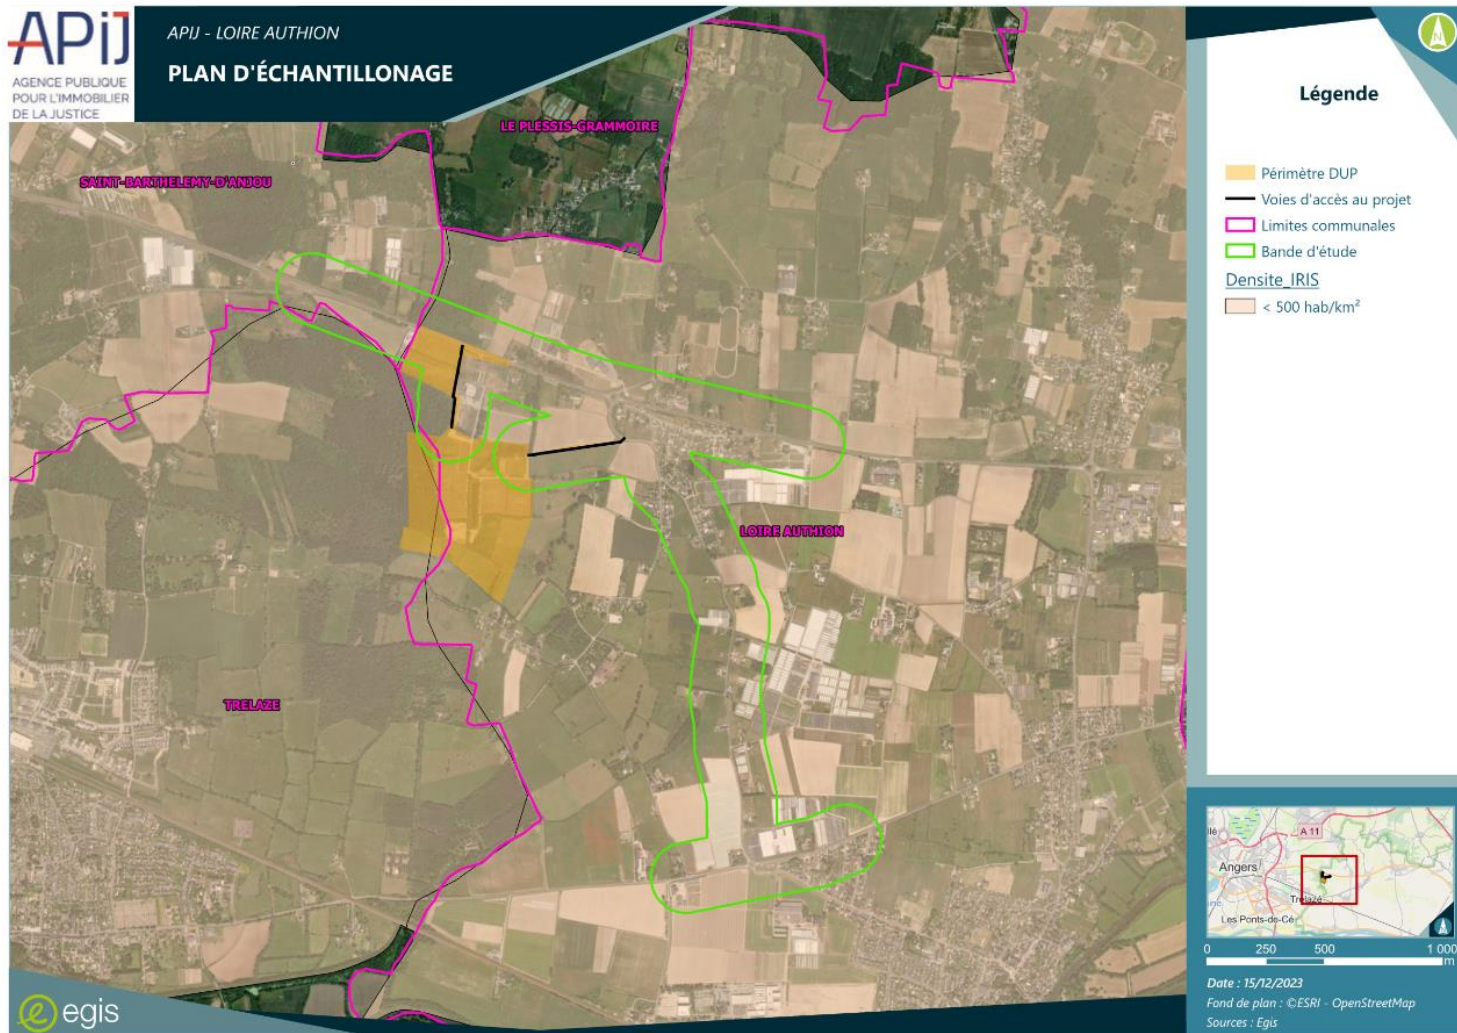 APIJ
AGENCE PUBLIQUE
POUR L'IMMOBILIER
DE LA JUSTICE
APIJ - LOIRE AUTHION
PLAN D'ÉCHANTILLONAGE
LE PLESSIS-GRAMMOIRE
SAINT-BARTHELEMY-D'ANJOU
LOIRE AUTHION
TRELAZE
egis
N
Légende
Périmètre DUP
Voies d'accès au projet
Limites communales
Bande d'étude
Densite_IRIS
< 500 hab/km²
A 11
Angers
Trélazé
Les Ponts-de-Cé
0 250 500 1 000
m
Date : 15/12/2023
Fond de plan : ©ESRI - OpenStreetMap
Sources : Egis